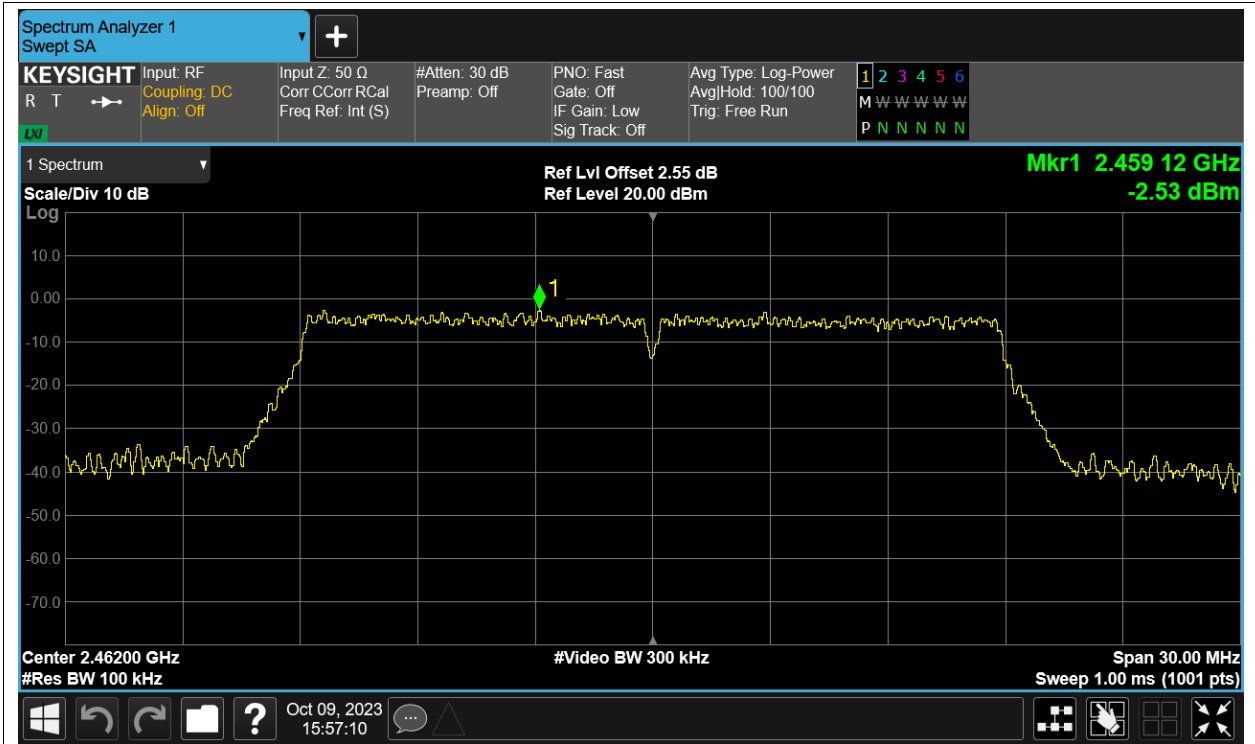 Spectrum Analyzer 1
Swept SA
+
KEYSIGHT
R T
LXI
Input: RF
Coupling: DC
Align: Off
Input Z: 50 Ω
Corr CCorr RCal
Freq Ref: Int (S)
#Atten: 30 dB
Preamp: Off
PNO: Fast
Gate: Off
IF Gain: Low
Sig Track: Off
Avg Type: Log-Power
Avg|Hold: 100/100
Trig: Free Run
1 2 3 4 5 6
M W W W W W
P N N N N N
1 Spectrum
Scale/Div 10 dB
Log
Ref Lvl Offset 2.55 dB
Ref Level 20.00 dBm
Mkr1 2.459 12 GHz
-2.53 dBm
10.0
0.00
-10.0
-20.0
-30.0
-40.0
-50.0
-60.0
-70.0
1
Center 2.46200 GHz
#Res BW 100 kHz
#Video BW 300 kHz
Span 30.00 MHz
Sweep 1.00 ms (1001 pts)
?
Oct 09, 2023
15:57:10